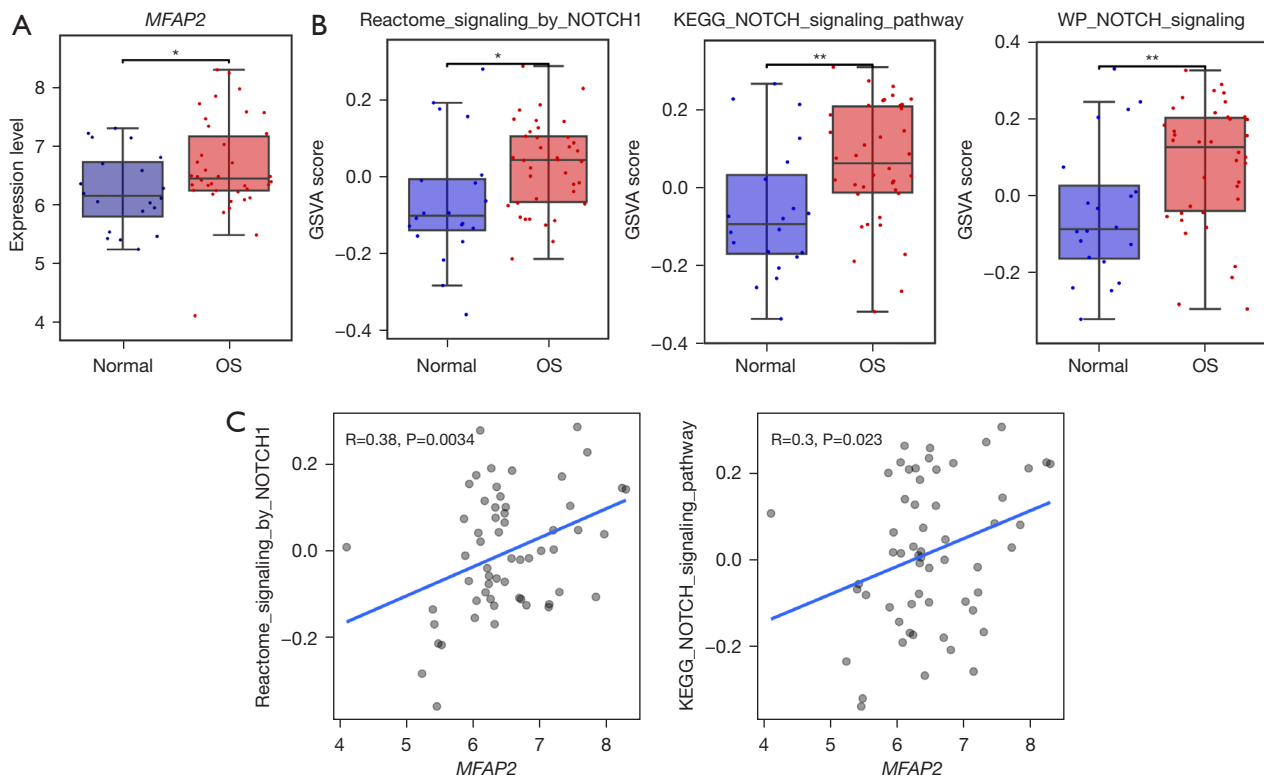 A
MFAP2
*
Expression level
8
7
6
5
4
Normal
OS
B
Reactome_signaling_by_NOTCH1
*
GSVA score
0.2
0.0
−0.2
−0.4
Normal
OS
KEGG_NOTCH_signaling_pathway
**
GSVA score
0.2
0.0
−0.2
−0.4
Normal
OS
WP_NOTCH_signaling
**
GSVA score
0.4
0.2
0.0
−0.2
Normal
OS
C
R=0.38, P=0.0034
Reactome_signaling_by_NOTCH1
0.2
0.0
−0.2
4
5
6
7
8
MFAP2
R=0.3, P=0.023
KEGG_NOTCH_signaling_pathway
0.2
0.0
−0.2
4
5
6
7
8
MFAP2